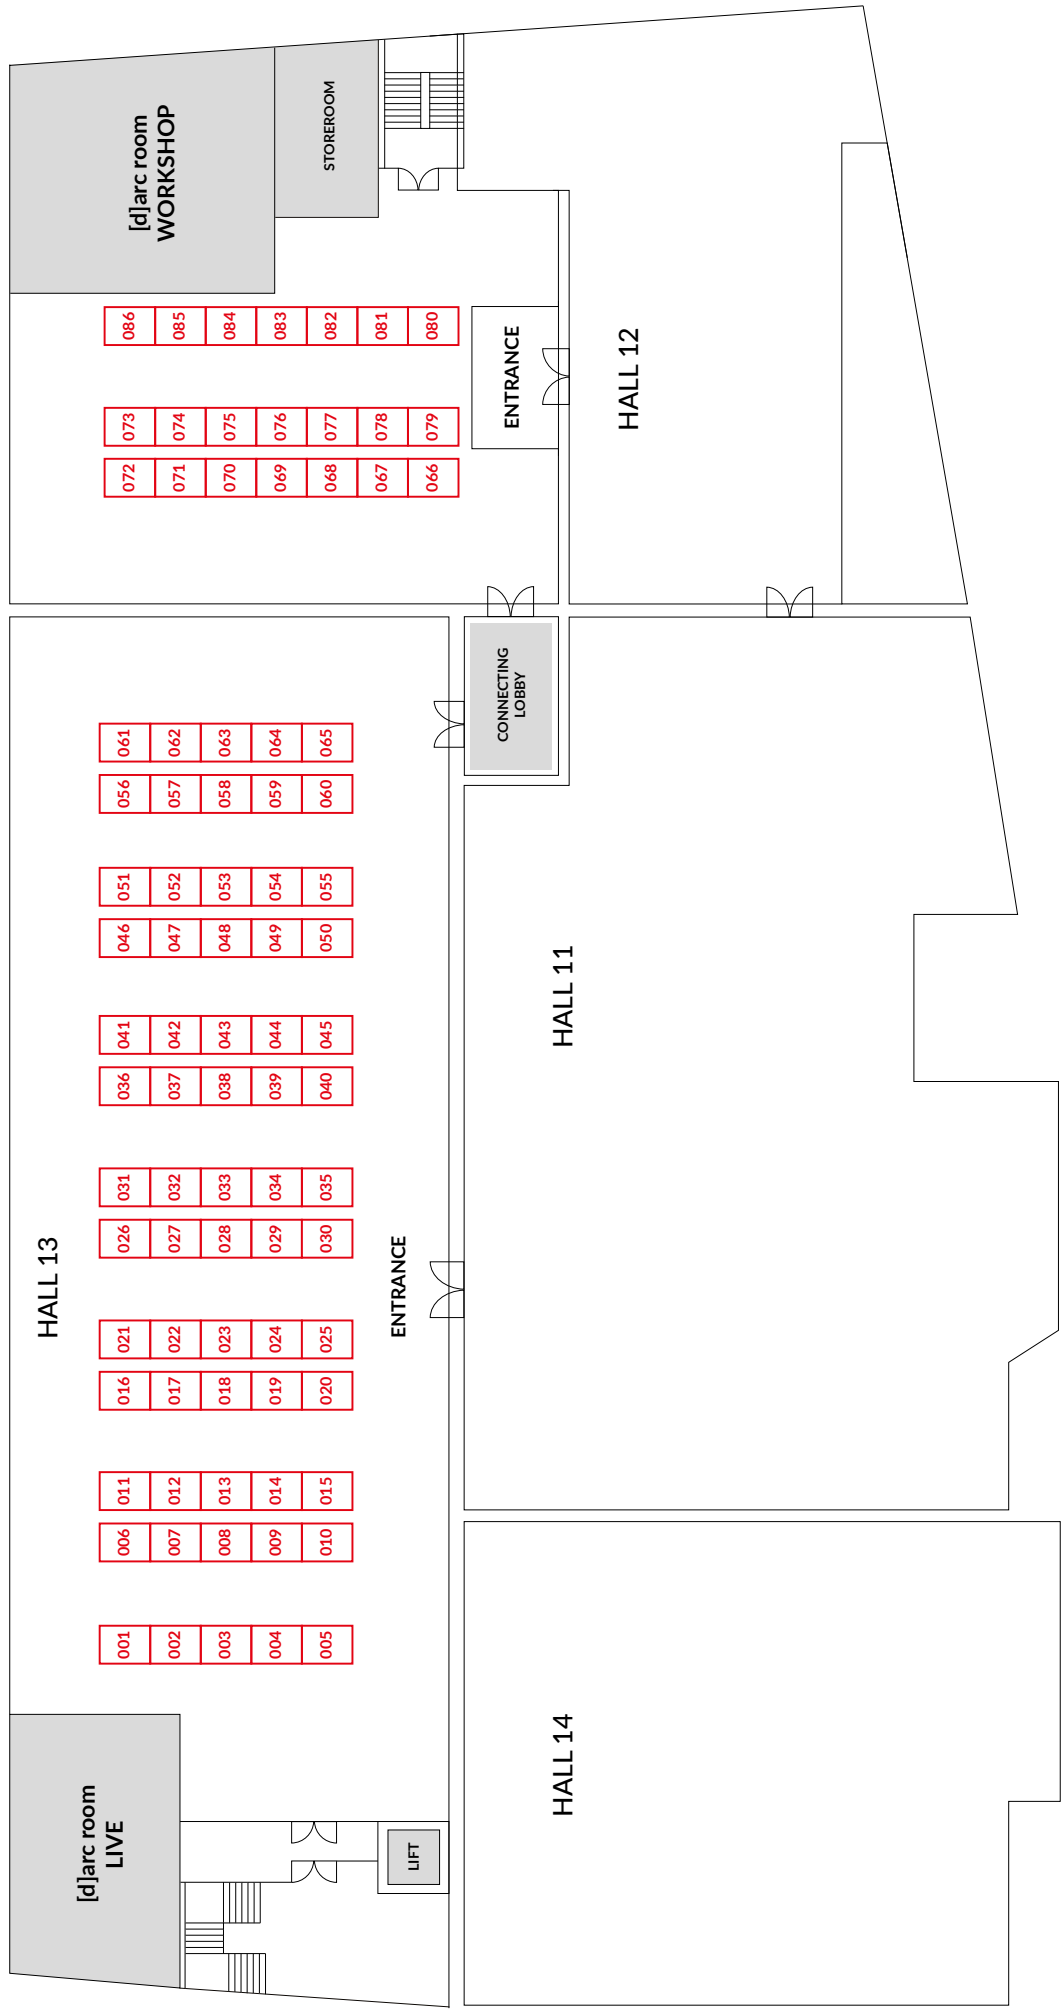 [d]arc room
WORKSHOP
STOREROOM
086 085 084 083 082 081 080
ENTRANCE
HALL 12
073 074 075 076 077 078 079
072 071 070 069 068 067 066
CONNECTING
LOBBY
061 062 063 064 065
056 057 058 059 060
051 052 053 054 055
046 047 048 049 050
HALL 11
041 042 043 044 045
036 037 038 039 040
031 032 033 034 035
026 027 028 029 030
HALL 13
ENTRANCE
021 022 023 024 025
016 017 018 019 020
011 012 013 014 015
006 007 008 009 010
001 002 003 004 005
HALL 14
[d]arc room
LIVE
LIFT